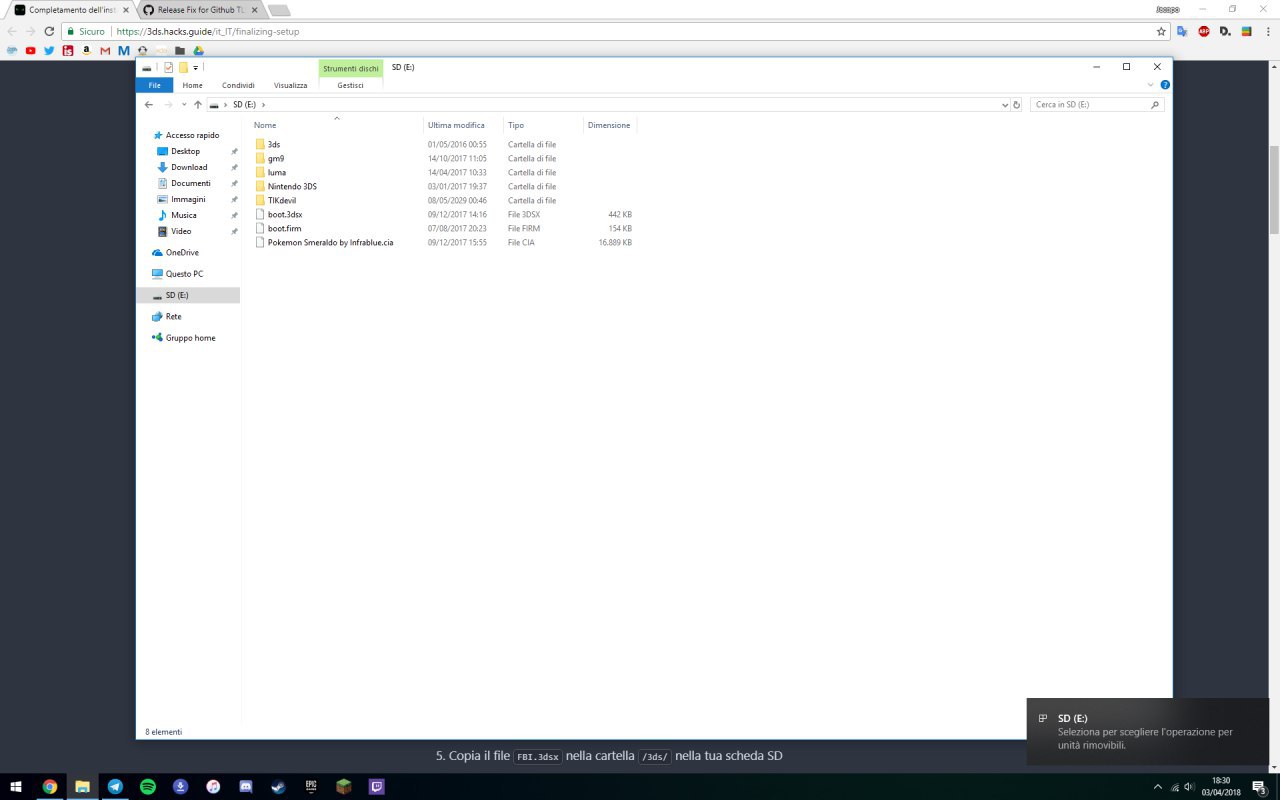 Completamento dell'inst
Release Fix for Github TL
Jacopo
Sicuro | https://3ds.hacks.guide/it_IT/finalizing-setup
Strumenti dischi
SD (E:)
File
Home
Condividi
Visualizza
Gestisci
SD (E:)
Cerca in SD (E:)
Nome
Ultima modifica
Tipo
Dimensione
Accesso rapido
Desktop
Download
Documenti
Immagini
Musica
Video
OneDrive
Questo PC
SD (E:)
Rete
Gruppo home
3ds 01/05/2016 00:55 Cartella di file
gm9 14/10/2017 11:05 Cartella di file
luma 14/04/2017 10:33 Cartella di file
Nintendo 3DS 03/01/2017 19:37 Cartella di file
TIKdevil 08/05/2029 00:46 Cartella di file
boot.3dsx 09/12/2017 14:16 File 3DSX 442 KB
boot.firm 07/08/2017 20:23 File FIRM 154 KB
Pokemon Smeraldo by Infrablue.cia 09/12/2017 15:55 File CIA 16.889 KB
8 elementi
SD (E:)
Seleziona per scegliere l'operazione per
unità rimovibili.
5. Copia il file FBI.3dsx nella cartella /3ds/ nella tua scheda SD
EPIC
18:30
03/04/2018
3